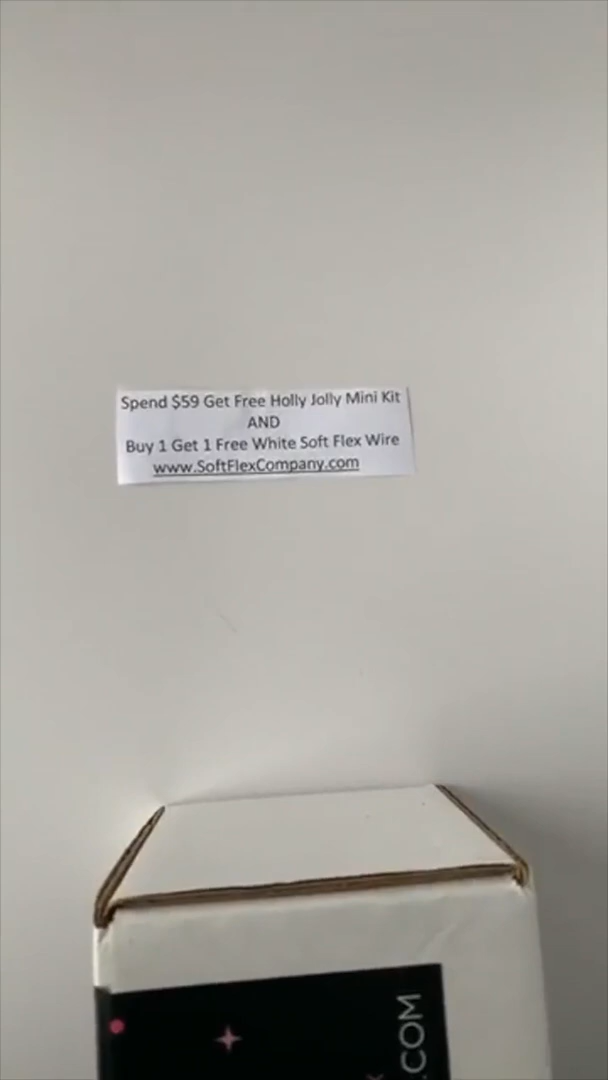 Spend $59 Get Free Holly Jolly Mini Kit
AND
Buy 1 Get 1 Free White Soft Flex Wire
www.SoftFlexCompany.com
.COM